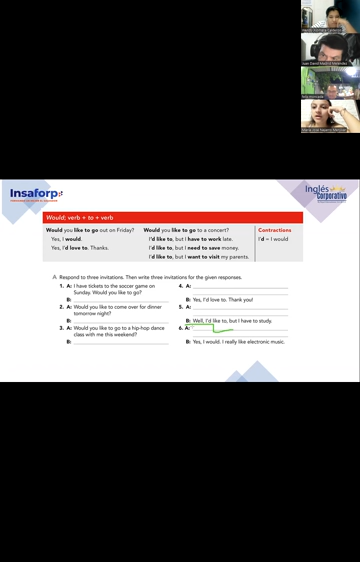 Insaforp
Inglés
Corporativo
Would; verb + to + verb
Would you like to go out on Friday?
Yes, I would.
Yes, I'd love to. Thanks.
Would you like to go to a concert?
I'd like to, but I have to work late.
I'd like to, but I need to save money.
I'd like to, but I want to visit my parents.
Contractions
I'd = I would
A Respond to three invitations. Then write three invitations for the given responses.
1. A: I have tickets to the soccer game on
Sunday. Would you like to go?
B:
2. A: Would you like to come over for dinner
tomorrow night?
B:
3. A: Would you like to go to a hip-hop dance
class with me this weekend?
B:
4. A:
B: Yes, I'd love to. Thank you!
5. A:
B: Well, I'd like to, but I have to study.
6. A:
B: Yes, I would. I really like electronic music.